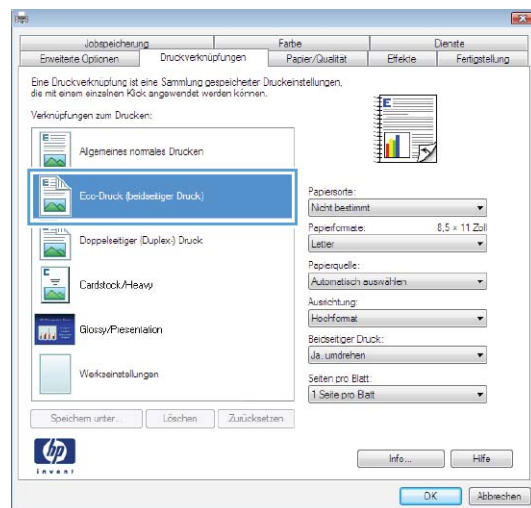 Jobspeicherung Farbe Dienste
Erweiterte Optionen Druckverknüpfungen Papier/Qualität Effekte Fertigstellung
Eine Druckverknüpfung ist eine Sammlung gespeicherter Druckeinstellungen,
die mit einem einzelnen Klick angewendet werden können.
Verknüpfungen zum Drucken:
Algemeines normales Drucken
Eco-Druck (beidseitiger Druck)
Doppelseitiger (Duplex-) Druck
Cardstock/Heavy
Glossy/Presentation
Werkseinstellungen
Speichern unter... Löschen Zurücksetzen
Papiersorte:
Nicht bestimmt
Papierformate: 8,5 × 11 Zoll
Letter
Papierquelle:
Automatisch auswählen
Ausrichtung:
Hochformat
Beidseitiger Druck:
Ja, umdrehen
Seiten pro Blatt:
1 Seite pro Blatt
hp
invent
Info... Hilfe
OK Abbrechen